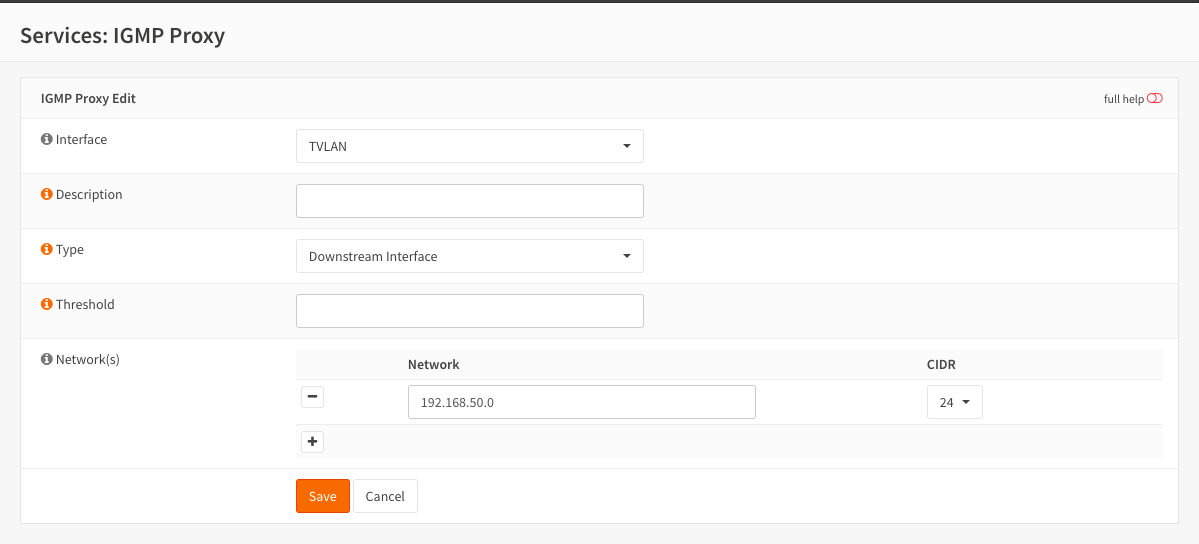 Services: IGMP Proxy
IGMP Proxy Edit
full help
Interface
TVLAN
Description
Type
Downstream Interface
Threshold
Network(s)
Network
CIDR
192.168.50.0
24
Save
Cancel